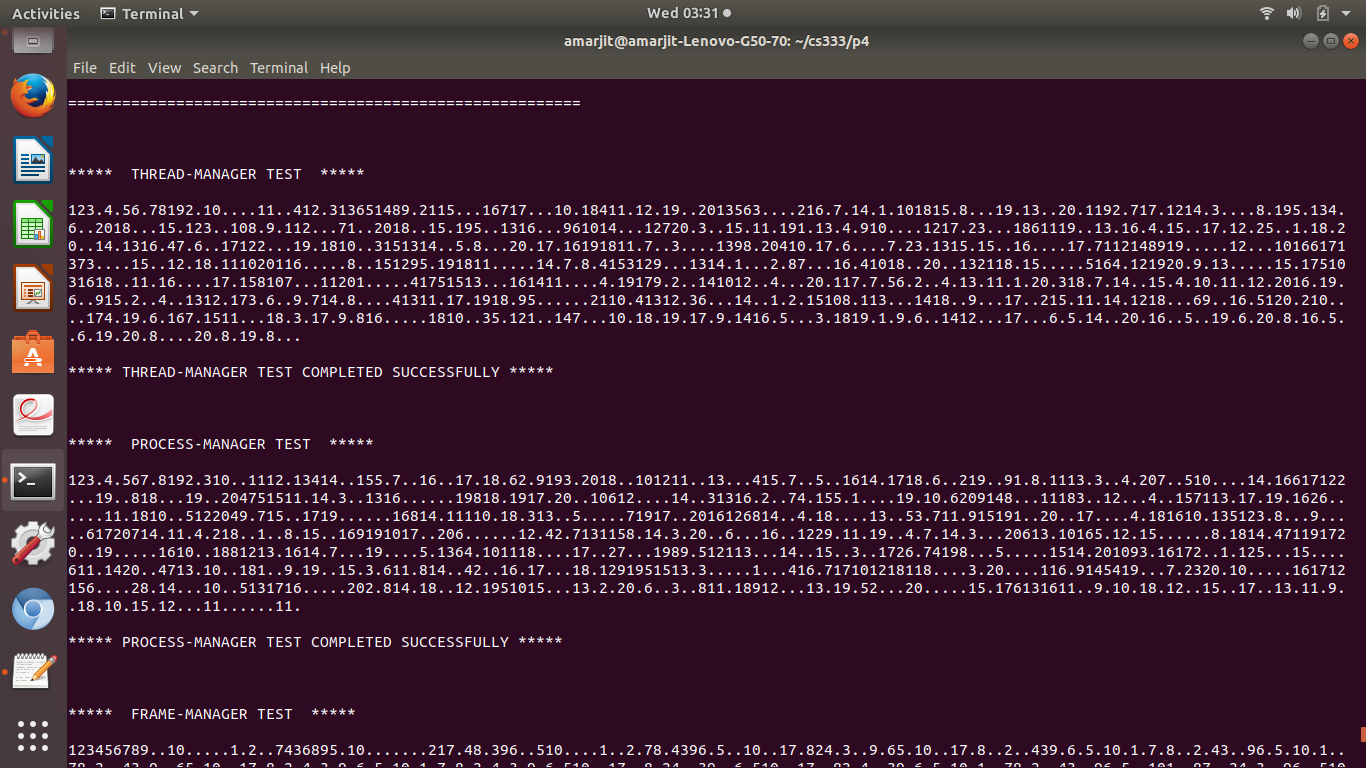 Activities Terminal Wed 03:31
amarjit@amarjit-Lenovo-G50-70: ~/cs333/p4
File Edit View Search Terminal Help
=========================================================
***** THREAD-MANAGER TEST *****
123.4.56.78192.10....11..412.313651489.2115...16717...10.18411.12.19..2013563....216.7.14.1.101815.8...19.13..20.1192.717.1214.3....8.195.134.
6..2018...15.123..108.9.112...71..2018..15.195..1316...961014...12720.3..15.11.191.13.4.910....1217.23...1861119..13.16.4.15..17.12.25..1.18.2
0..14.1316.47.6..17122...19.1810..3151314..5.8...20.17.16191811.7..3....1398.20410.17.6....7.23.1315.15..16....17.7112148919.....12...10166171
373....15..12.18.111020116.....8..151295.191811.....14.7.8.4153129...1314.1...2.87...16.41018..20..132118.15.....5164.121920.9.13.....15.17510
31618..11.16....17.158107...11201.....41751513...161411....4.19179.2..141012..4...20.117.7.56.2..4.13.11.1.20.318.7.14..15.4.10.11.12.2016.19.
6..915.2..4..1312.173.6..9.714.8...41311.17.1918.95......2110.41312.36...14..1.2.15108.113...1418..9...17..215.11.14.1218...69..16.5120.210...
..174.19.6.167.1511...18.3.17.9.816.....1810..35.121..147...10.18.19.17.9.1416.5...3.1819.1.9.6..1412...17...6.5.14..20.16..5..19.6.20.8.16.5.
.6.19.20.8....20.8.19.8...
***** THREAD-MANAGER TEST COMPLETED SUCCESSFULLY *****
***** PROCESS-MANAGER TEST *****
123.4.567.8192.310..1112.13414..155.7..16..17.18.62.9193.2018..101211..13...415.7..5..1614.1718.6..219..91.8.1113.3..4.207..510....14.16617122
...19..818...19..204751511.14.3..1316......19818.1917.20..10612....14..31316.2..74.155.1....19.10.6209148...11183..12...4..157113.17.19.1626..
....11.1810..5122049.715..1719......16814.11110.18.313..5.....71917..2016126814..4.18....13..53.711.915191..20..17....4.181610.135123.8...9...
...61720714.11.4.218..1..8.15..169191017..206......12.42.7131158.14.3.20..6...16..1229.11.19..4.7.14.3...20613.10165.12.15......8.1814.47119172
0..19.....1610..1881213.1614.7...19....5.1364.101118....17..27...1989.512113...14..15..3...1726.74198...5.....1514.201093.16172..1.125...15....
611.1420..4713.10..181..9.19..15.3.611.814..42..16.17...18.1291951513.3.....1...416.717101218118....3.20....116.9145419...7.2320.10.....161712
156....28.14...10..5131716.....202.814.18..12.1951015...13.2.20.6..3..811.18912...13.19.52...20.....15.176131611..9.10.18.12..15..17..13.11.9.
.18.10.15.12...11......11.
***** PROCESS-MANAGER TEST COMPLETED SUCCESSFULLY *****
***** FRAME-MANAGER TEST *****
123456789..10.....1.2..7436895.10.......217.48.396..510....1..2.78.4396.5..10..17.824.3..9.65.10..17.8..2..439.6.5.10.1.7.8..2.43..96.5.10.1..